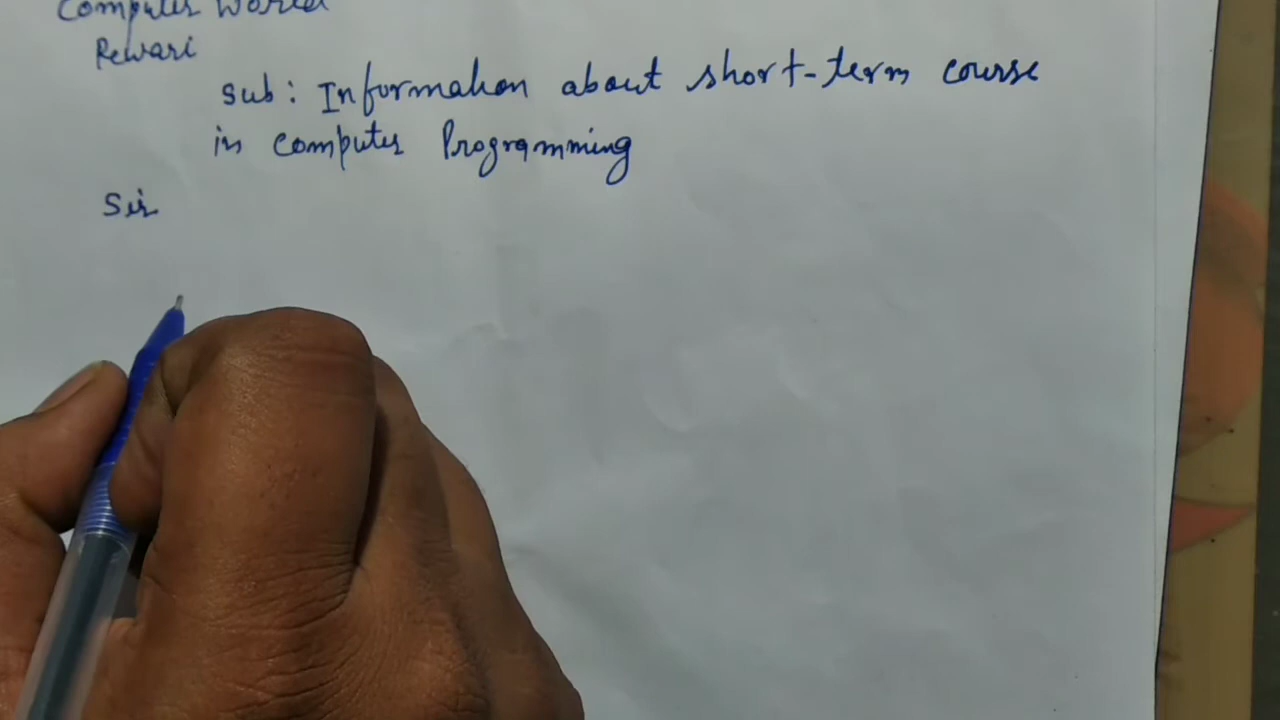 Computer World
Rewari
Sub: Information about short-term course
in Computer Programming
Sir